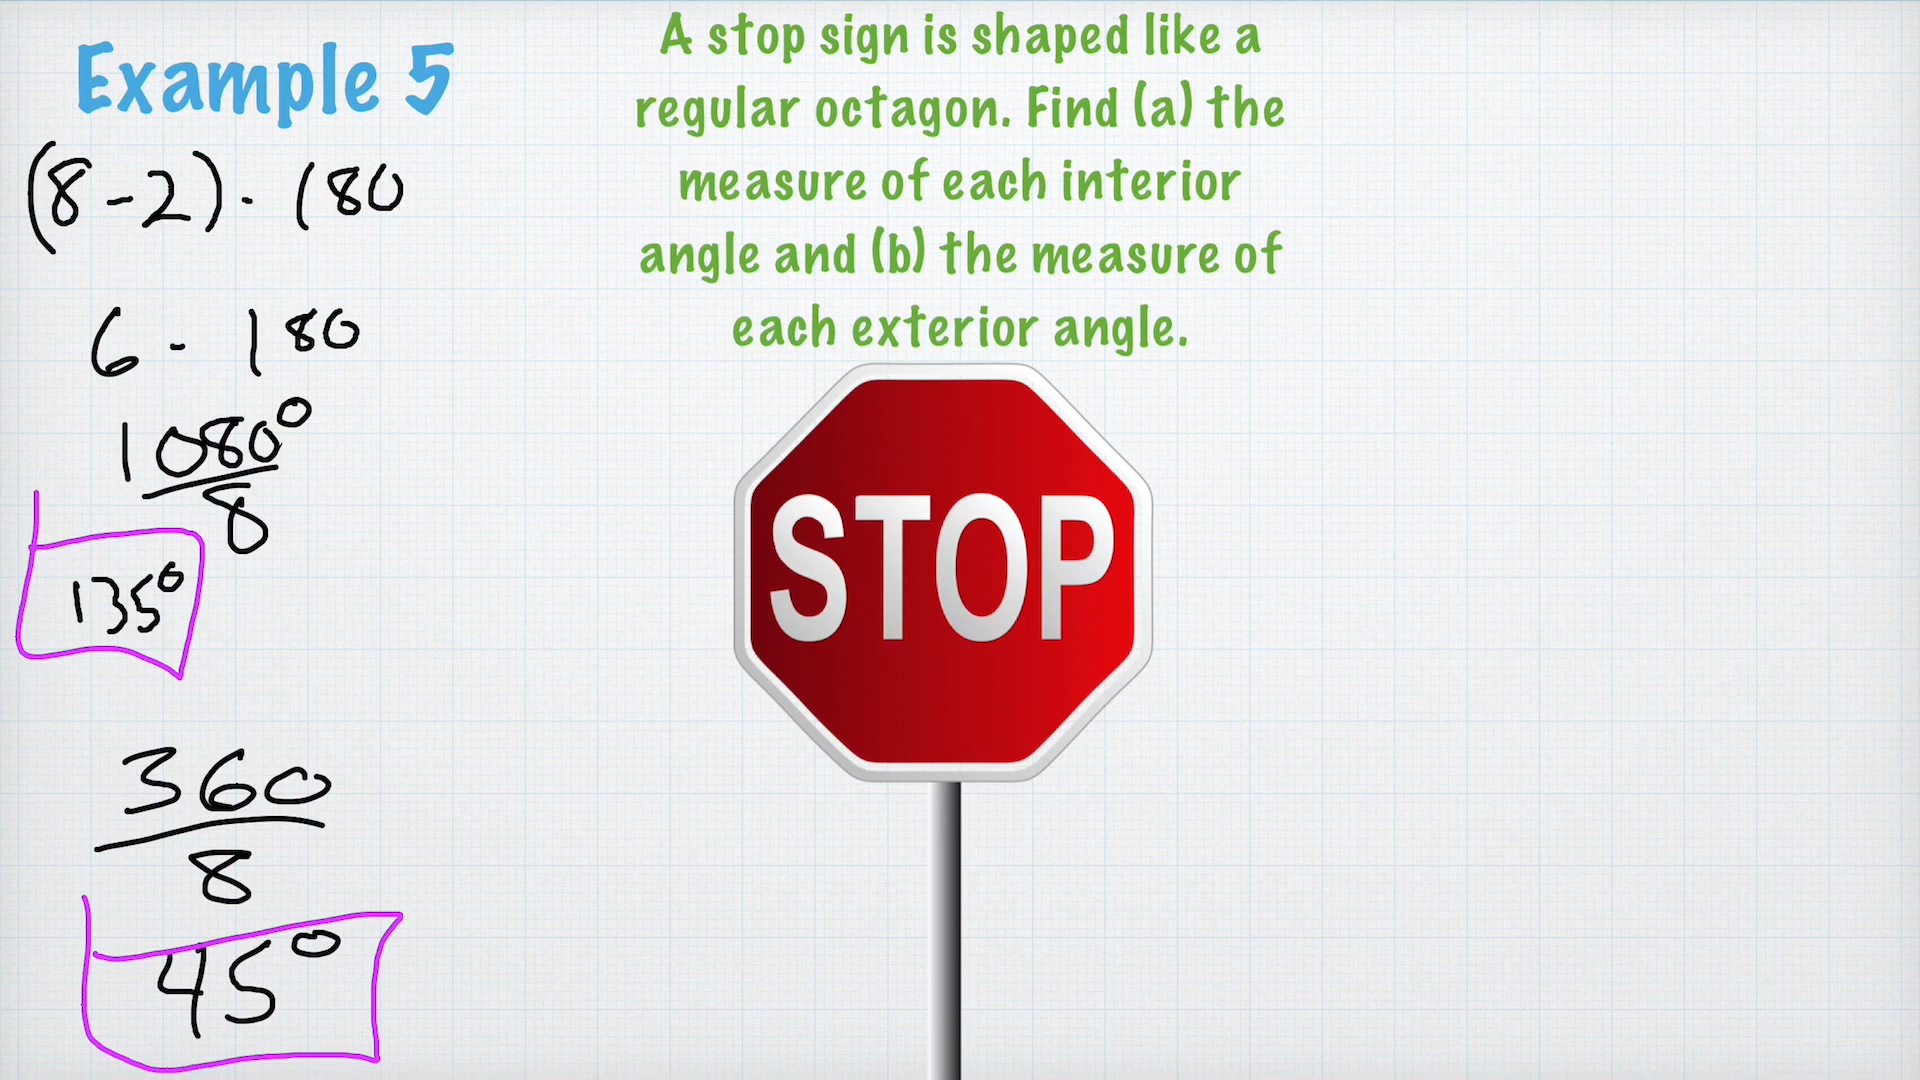 Example 5
(8-2) · 180
6 · 180
1080°
8
135°
360
8
45°
A stop sign is shaped like a
regular octagon. Find (a) the
measure of each interior
angle and (b) the measure of
each exterior angle.
STOP